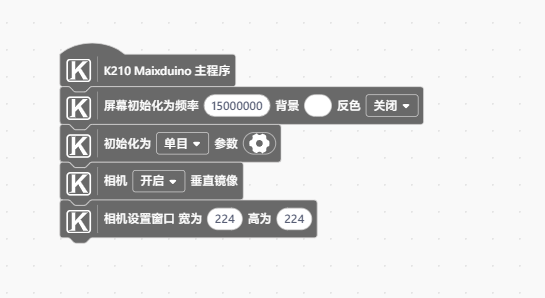 K K210 Maixduino 主程序
K 屏幕初始化为频率 15000000 背景 反色 关闭
K 初始化为 单目 参数
K 相机 开启 垂直镜像
K 相机设置窗口 宽为 224 高为 224